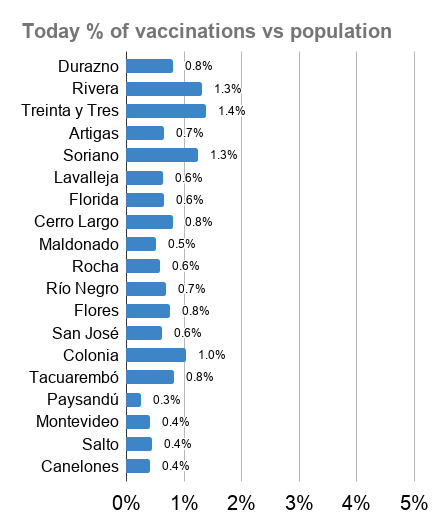 Today % of vaccinations vs population
Durazno 0.8%
Rivera 1.3%
Treinta y Tres 1.4%
Artigas 0.7%
Soriano 1.3%
Lavalleja 0.6%
Florida 0.6%
Cerro Largo 0.8%
Maldonado 0.5%
Rocha 0.6%
Río Negro 0.7%
Flores 0.8%
San José 0.6%
Colonia 1.0%
Tacuarembó 0.8%
Paysandú 0.3%
Montevideo 0.4%
Salto 0.4%
Canelones 0.4%
0% 1% 2% 3% 4% 5%